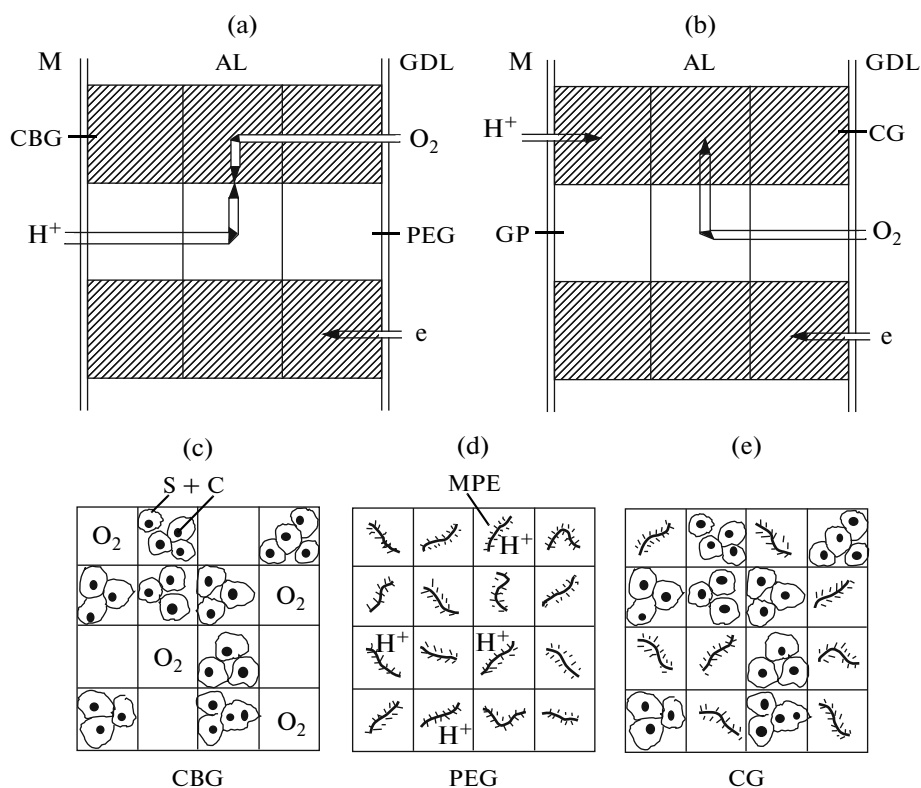 (a) (b)
M AL GDL M AL GDL
CBG O₂ H⁺ CG
H⁺ PEG GP O₂
e e
(c) (d) (e)
S + C MPE
O₂ H⁺
O₂
H⁺ H⁺
O₂
O₂ H⁺
CBG PEG CG